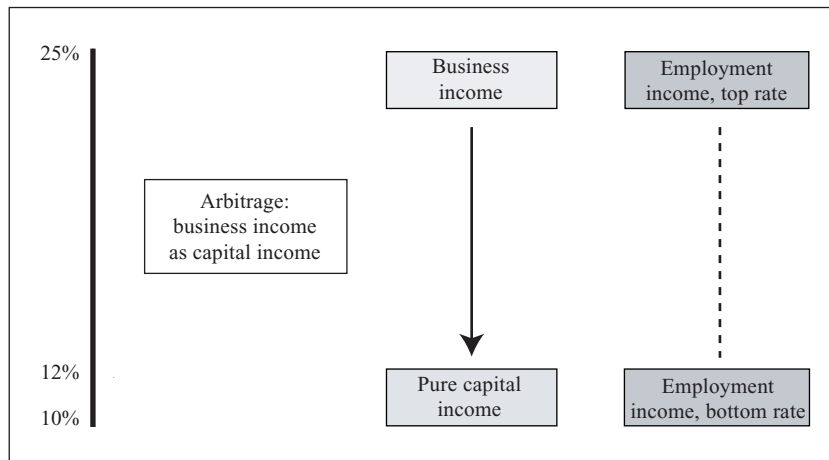 25%
Business
income
Employment
income, top rate
Arbitrage:
business income
as capital income
12%
10%
Pure capital
income
Employment
income, bottom rate